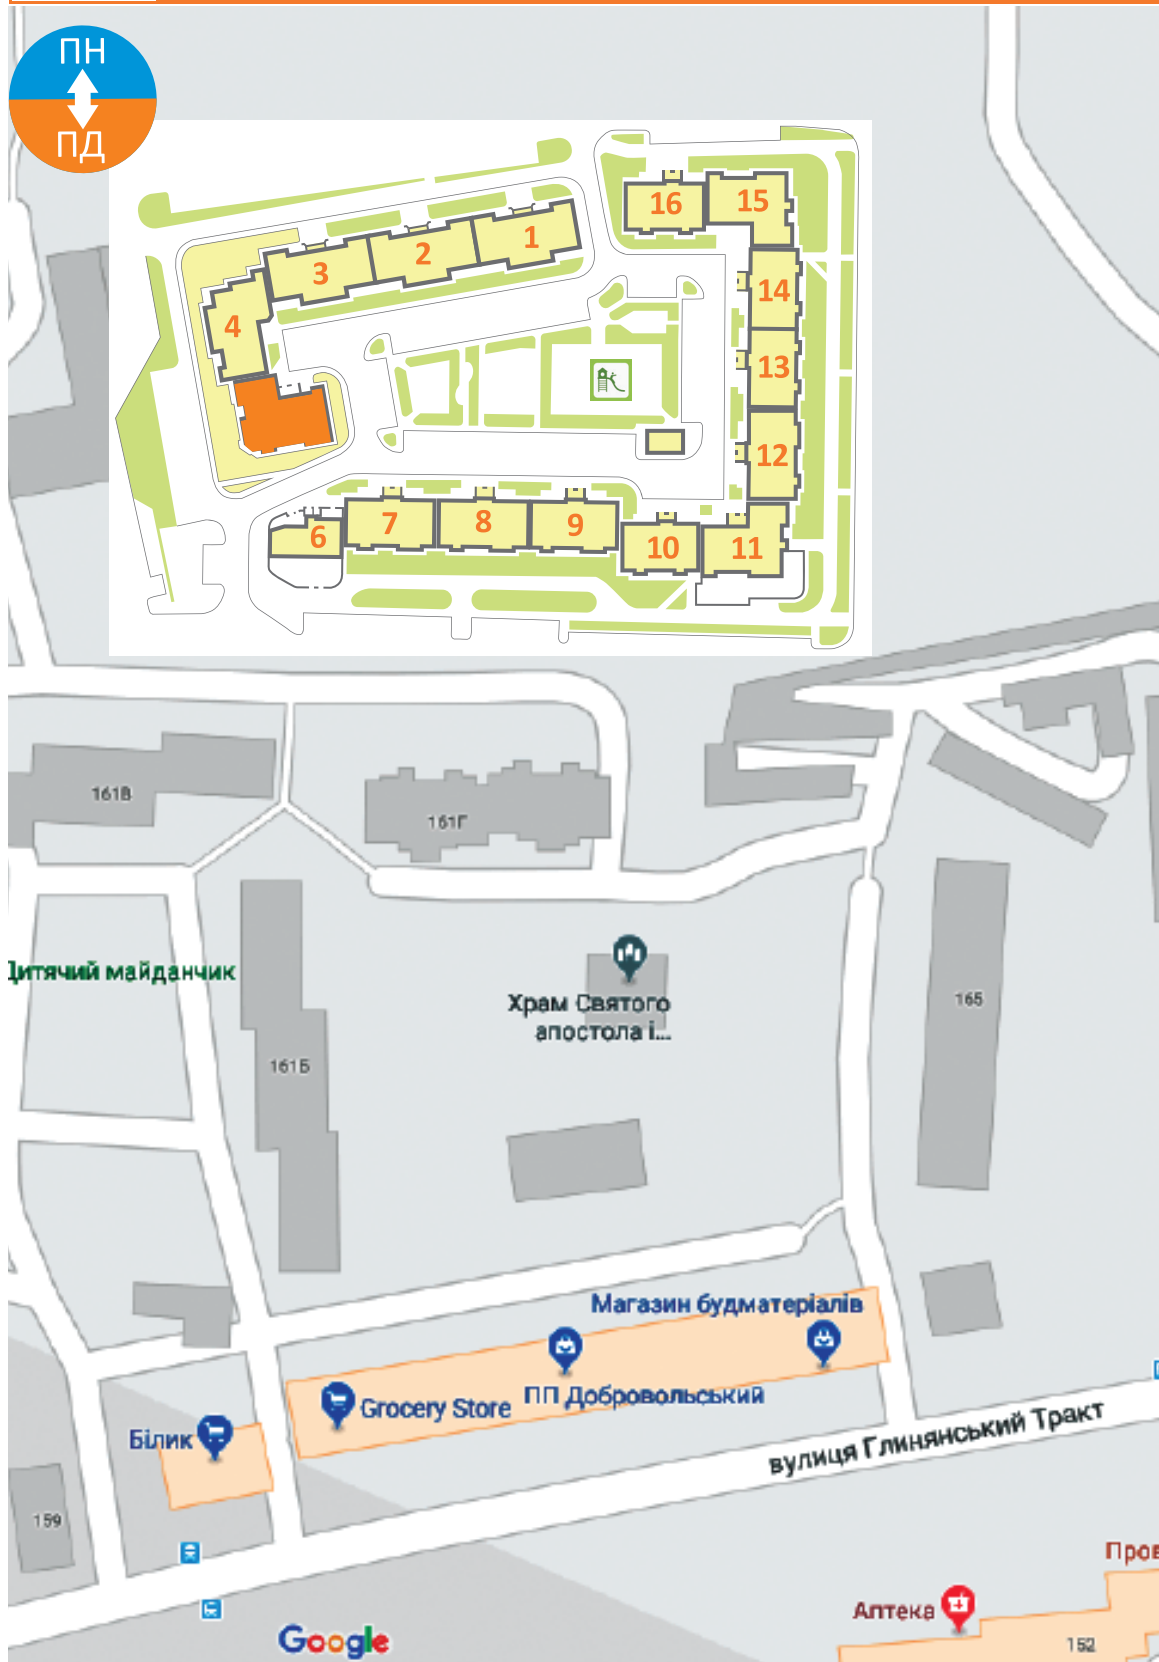 ПН
ПД
16
15
1
2
3
14
4
13
12
7
8
9
6
10
11
161В
161Г
Дитячий майданчик
Храм Святого
апостола і...
165
161Б
Магазин будматеріалів
ПП Добровольський
Grocery Store
Білик
вулиця Глинянський Тракт
159
Пров
Аптека
152
Google